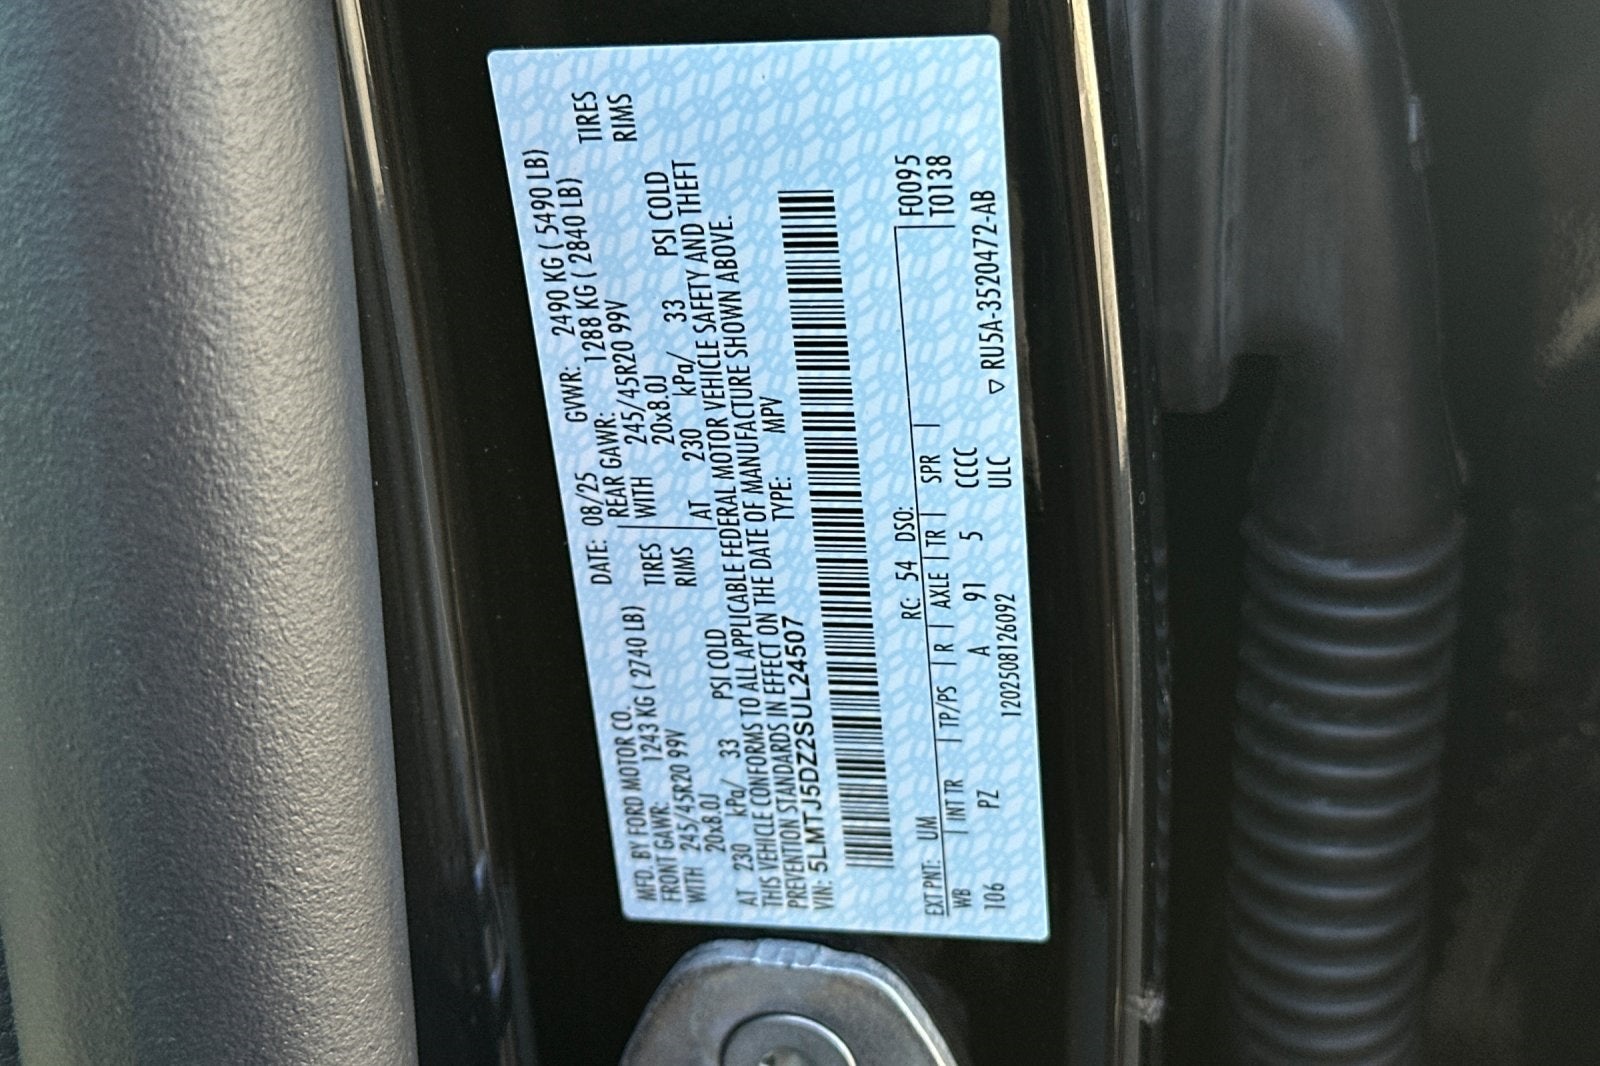 MFD. BY FORD MOTOR CO. DATE: 08/25 GVWR: 2490 KG ( 5490 LB)
FRONT GAWR: 1243 KG ( 2740 LB) REAR GAWR: 1288 KG ( 2840 LB)
WITH 245/45R20 99V TIRES WITH 245/45R20 99V TIRES
20x8.0J RIMS 20x8.0J RIMS
AT 230 kPa/ 33 PSI COLD AT 230 kPa/ 33 PSI COLD
THIS VEHICLE CONFORMS TO ALL APPLICABLE FEDERAL MOTOR VEHICLE SAFETY AND THEFT
PREVENTION STANDARDS IN EFFECT ON THE DATE OF MANUFACTURE SHOWN ABOVE.
VIN: 5LMTJ5DZ2SUL24507 TYPE: MPV
F0095
EXT PNT: UM RC: 54 DSO: T0138
WB | INT TR | TP/PS | R | AXLE | TR | SPR |
106 PZ A 91 5 CCCC
1202508126092 ULC ▽ RU5A-3520472-AB